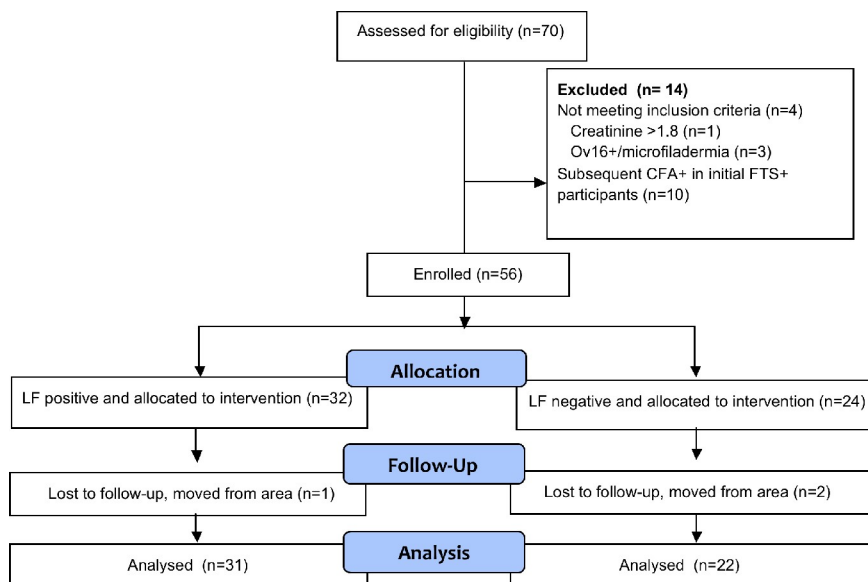 Assessed for eligibility (n=70)
Excluded (n= 14)
Not meeting inclusion criteria (n=4)
Creatinine >1.8 (n=1)
Ov16+/microfiladermia (n=3)
Subsequent CFA+ in initial FTS+
participants (n=10)
Enrolled (n=56)
Allocation
LF positive and allocated to intervention (n=32)
LF negative and allocated to intervention (n=24)
Follow-Up
Lost to follow-up, moved from area (n=1)
Lost to follow-up, moved from area (n=2)
Analysis
Analysed (n=31)
Analysed (n=22)